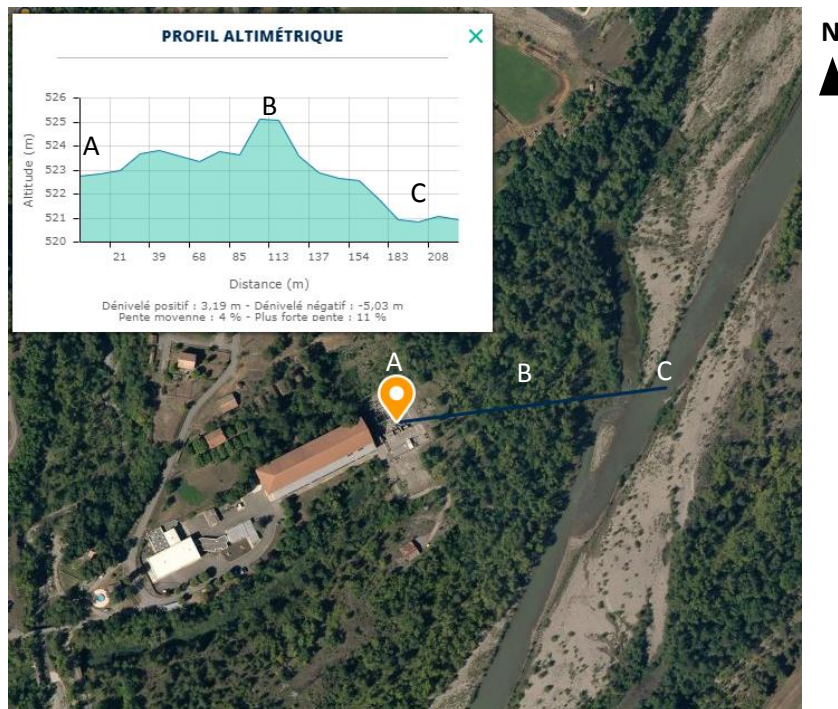 PROFIL ALTIMÉTRIQUE
×
N
Altitude (m)
526
525
524
523
522
521
520
A
B
C
21 39 68 85 113 137 154 183 208
Distance (m)
Dénivelé positif : 3,19 m - Dénivelé négatif : -5,03 m
Pente movenne : 4 % - Plus forte pente : 11 %
A B C